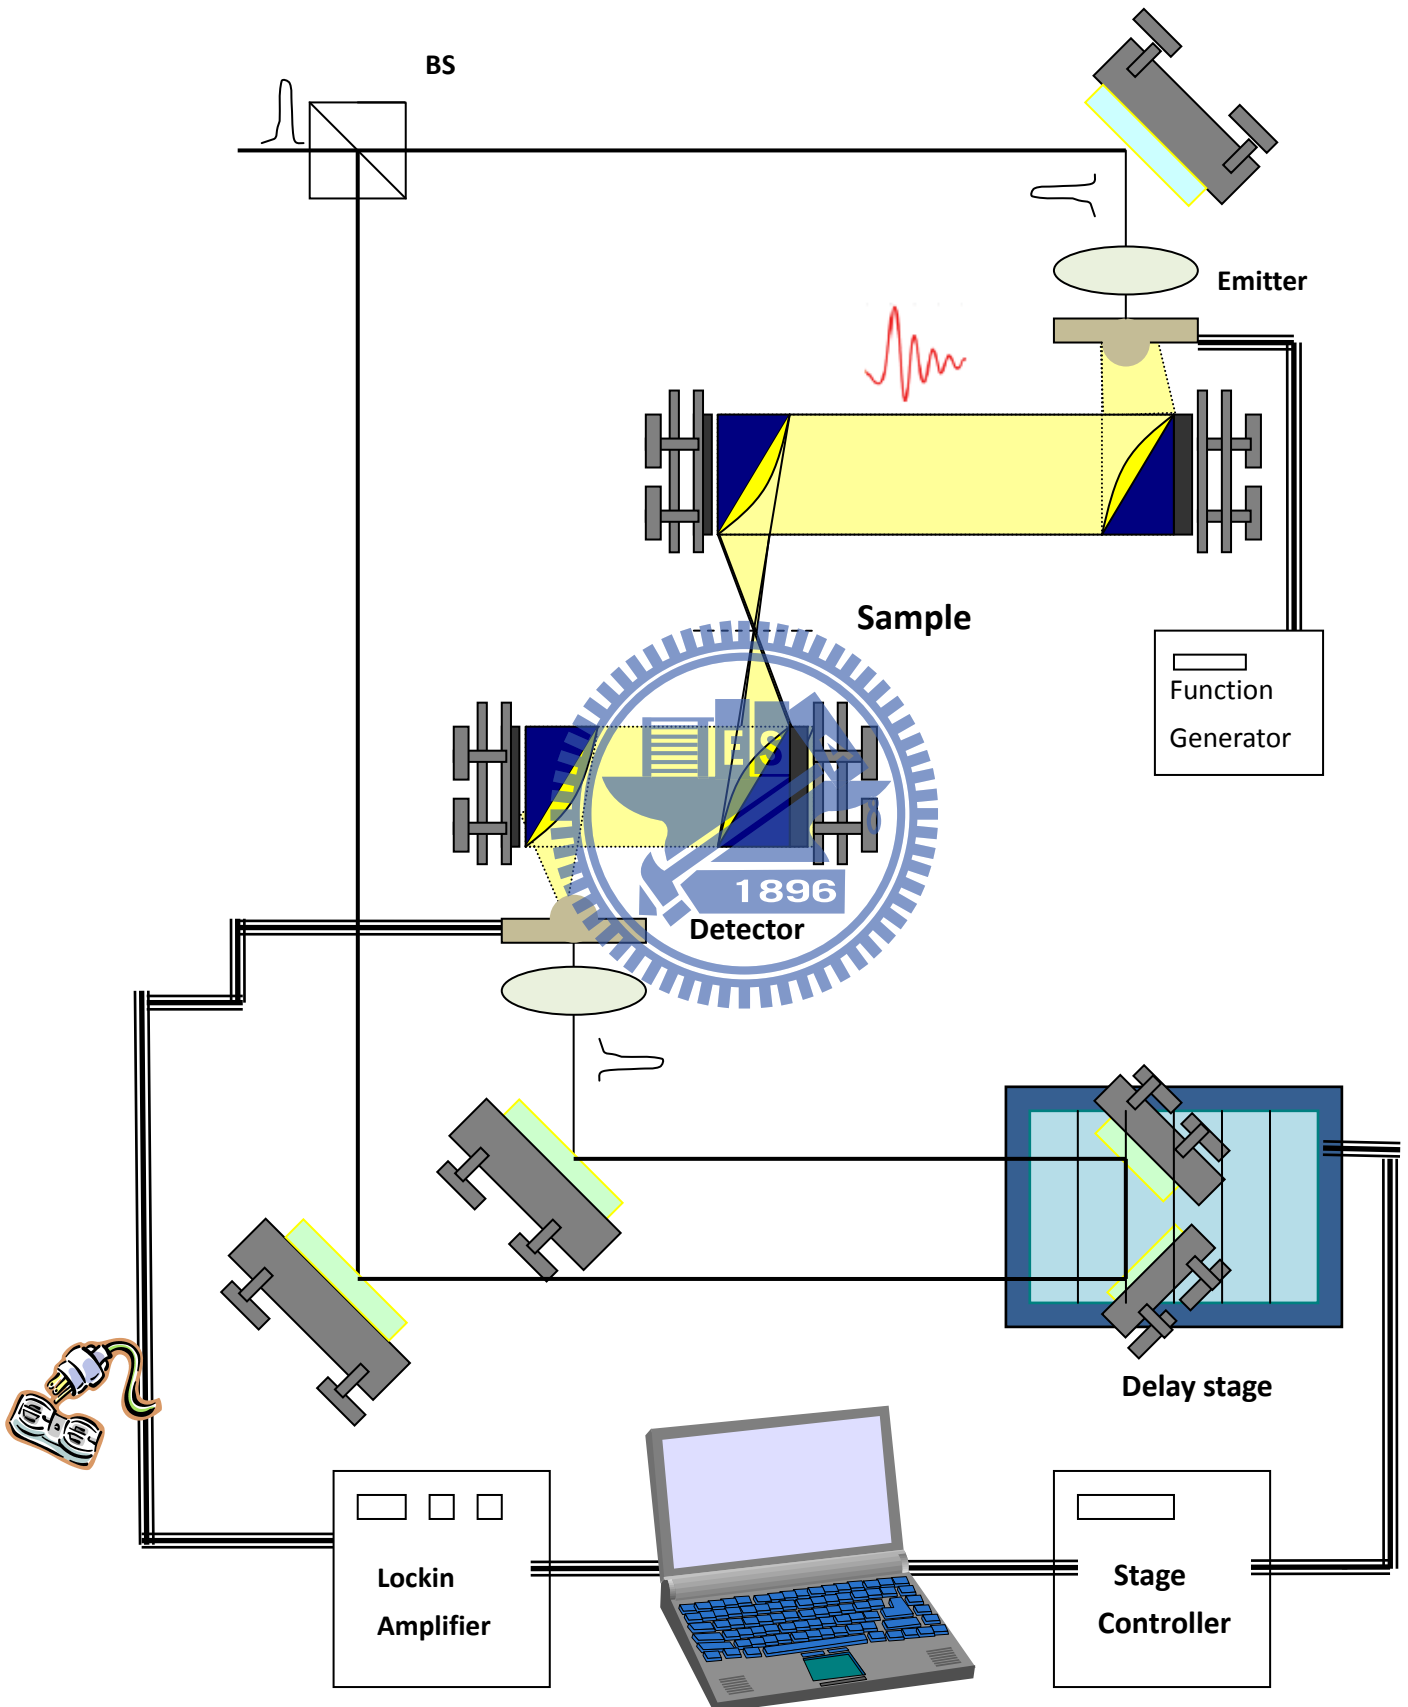 BS
Emitter
Sample
Function
Generator
E S
1896
Detector
Delay stage
Lockin
Amplifier
Stage
Controller